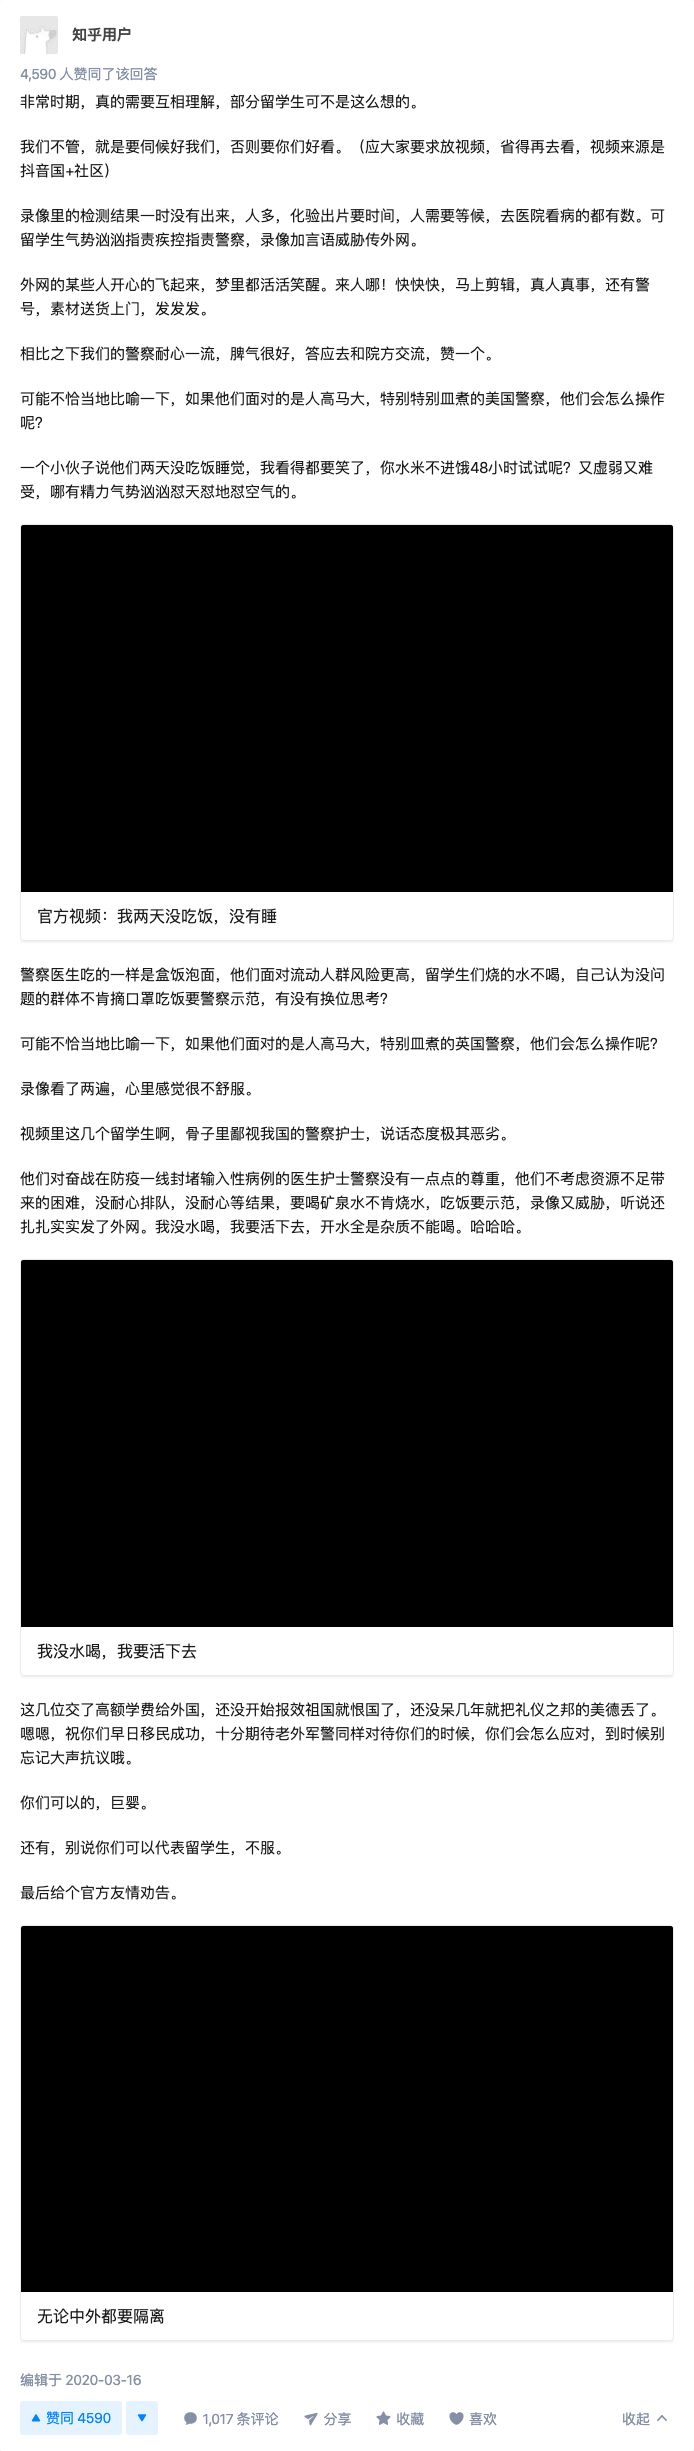 知乎用户
4,590 人赞同了该回答
非常时期，真的需要互相理解，部分留学生可不是这么想的。
我们不管，就是要伺候好我们，否则要你们好看。（应大家要求放视频，省得再去看，视频来源是
抖音国+社区）
录像里的检测结果一时没有出来，人多，化验出片要时间，人需要等候，去医院看病的都有数。可
留学生气势汹汹指责疾控指责警察，录像加言语威胁传外网。
外网的某些人开心的飞起来，梦里都活活笑醒。来人哪！快快快，马上剪辑，真人真事，还有警
号，素材送货上门，发发发。
相比之下我们的警察耐心一流，脾气很好，答应去和院方交流，赞一个。
可能不恰当地比喻一下，如果他们面对的是人高马大，特别特别皿煮的美国警察，他们会怎么操作
呢？
一个小伙子说他们两天没吃饭睡觉，我看得都要笑了，你水米不进饿48小时试试呢？又虚弱又难
受，哪有精力气势汹汹怼天怼地怼空气的。
官方视频：我两天没吃饭，没有睡
警察医生吃的一样是盒饭泡面，他们面对流动人群风险更高，留学生们烧的水不喝，自己认为没问
题的群体不肯摘口罩吃饭要警察示范，有没有换位思考？
可能不恰当地比喻一下，如果他们面对的是人高马大，特别皿煮的英国警察，他们会怎么操作呢？
录像看了两遍，心里感觉很不舒服。
视频里这几个留学生啊，骨子里鄙视我国的警察护士，说话态度极其恶劣。
他们对奋战在防疫一线封堵输入性病例的医生护士警察没有一点点的尊重，他们不考虑资源不足带
来的困难，没耐心排队，没耐心等结果，要喝矿泉水不肯烧水，吃饭要示范，录像又威胁，听说还
扎扎实实发了外网。我没水喝，我要活下去，开水全是杂质不能喝。哈哈哈。
我没水喝，我要活下去
这几位交了高额学费给外国，还没开始报效祖国就恨国了，还没呆几年就把礼仪之邦的美德丢了。
嗯嗯，祝你们早日移民成功，十分期待老外军警同样对待你们的时候，你们会怎么应对，到时候别
忘记大声抗议哦。
你们可以的，巨婴。
还有，别说你们可以代表留学生，不服。
最后给个官方友情劝告。
无论中外都要隔离
编辑于 2020-03-16
赞同 4590 1,017 条评论 分享 收藏 喜欢 收起